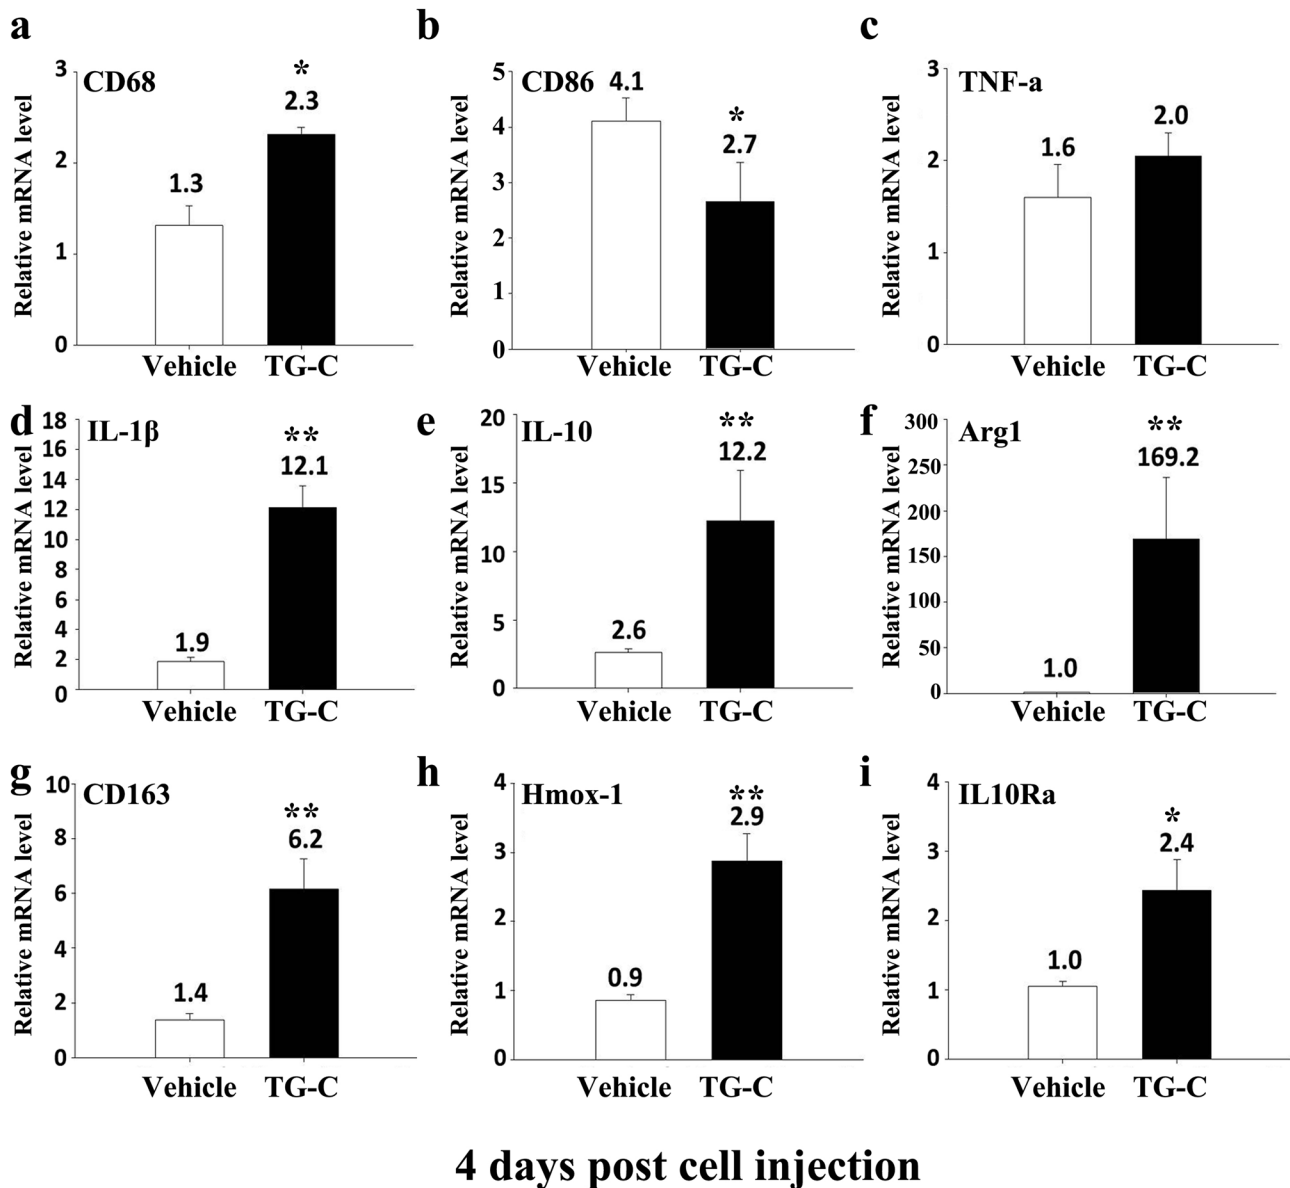 a
CD68
Relative mRNA level
3
2
1
0
*
2.3
1.3
Vehicle TG-C
b
CD86
Relative mRNA level
5
4
3
2
1
0
4.1
*
2.7
Vehicle TG-C
c
TNF-a
Relative mRNA level
3
2
1
0
1.6
2.0
Vehicle TG-C
d
IL-1β
Relative mRNA level
18
16
14
12
10
8
6
4
2
0
**
12.1
1.9
Vehicle TG-C
e
IL-10
Relative mRNA level
20
15
10
5
0
**
12.2
2.6
Vehicle TG-C
f
Arg1
Relative mRNA level
300
250
200
150
100
50
0
**
169.2
1.0
Vehicle TG-C
g
CD163
Relative mRNA level
10
8
6
4
2
0
**
6.2
1.4
Vehicle TG-C
h
Hmox-1
Relative mRNA level
4
3
2
1
0
**
2.9
0.9
Vehicle TG-C
i
IL10Ra
Relative mRNA level
4
3
2
1
0
*
2.4
1.0
Vehicle TG-C
4 days post cell injection